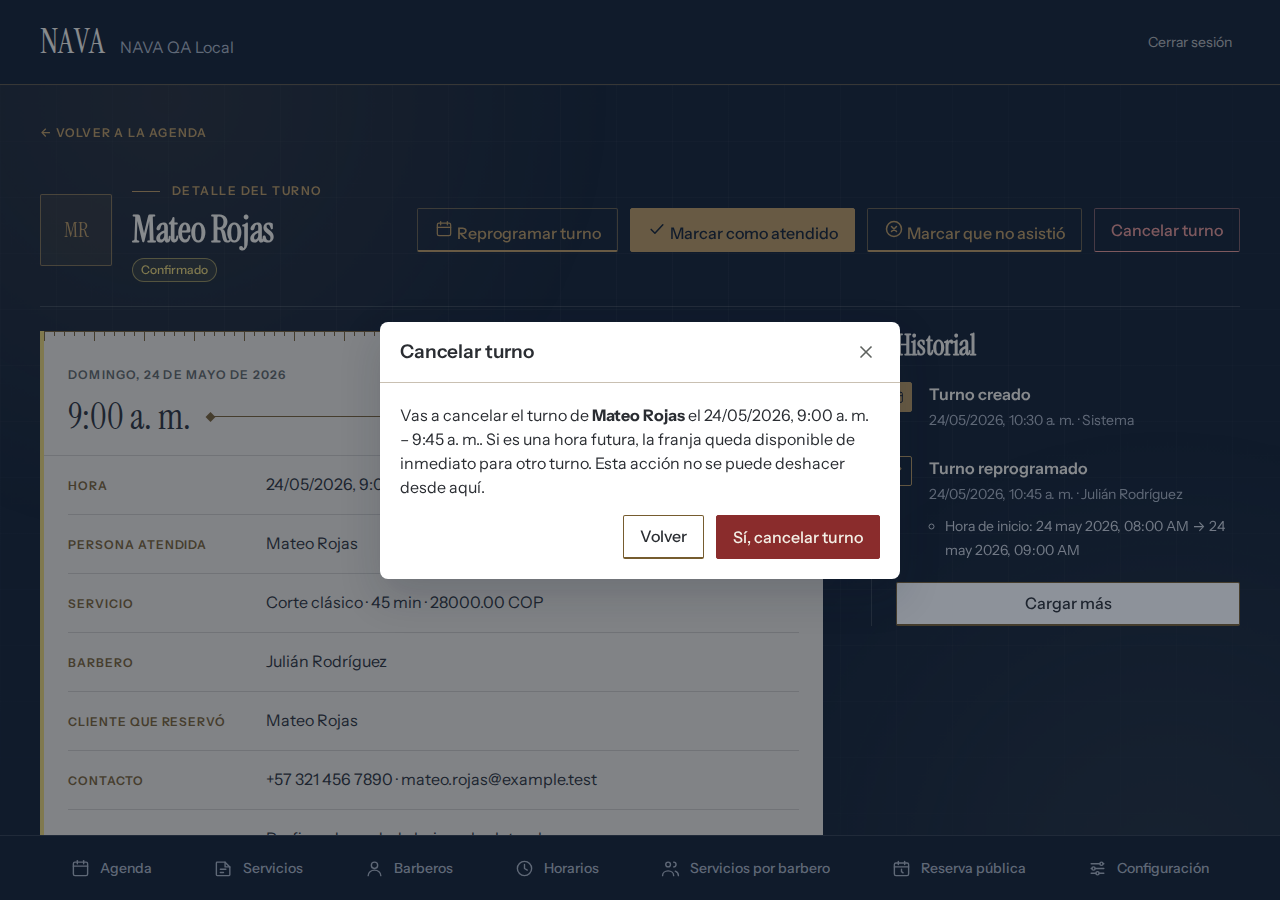 NAVA NAVA QA Local
Cerrar sesión
← VOLVER A LA AGENDA
MR
DETALLE DEL TURNO
Mateo Rojas
Confirmado
Reprogramar turno
Marcar como atendido
Marcar que no asistió
Cancelar turno
DOMINGO, 24 DE MAYO DE 2026
9:00 a. m.
HORA
24/05/2026, 9:0
PERSONA ATENDIDA
Mateo Rojas
SERVICIO
Corte clásico · 45 min · 28000.00 COP
BARBERO
Julián Rodríguez
CLIENTE QUE RESERVÓ
Mateo Rojas
CONTACTO
+57 321 456 7890 · mateo.rojas@example.test
Cancelar turno
Vas a cancelar el turno de Mateo Rojas el 24/05/2026, 9:00 a. m.
– 9:45 a. m.. Si es una hora futura, la franja queda disponible de
inmediato para otro turno. Esta acción no se puede deshacer
desde aquí.
Volver
Sí, cancelar turno
Historial
Turno creado
24/05/2026, 10:30 a. m. · Sistema
Turno reprogramado
24/05/2026, 10:45 a. m. · Julián Rodríguez
Hora de inicio: 24 may 2026, 08:00 AM → 24
may 2026, 09:00 AM
Cargar más
Agenda
Servicios
Barberos
Horarios
Servicios por barbero
Reserva pública
Configuración